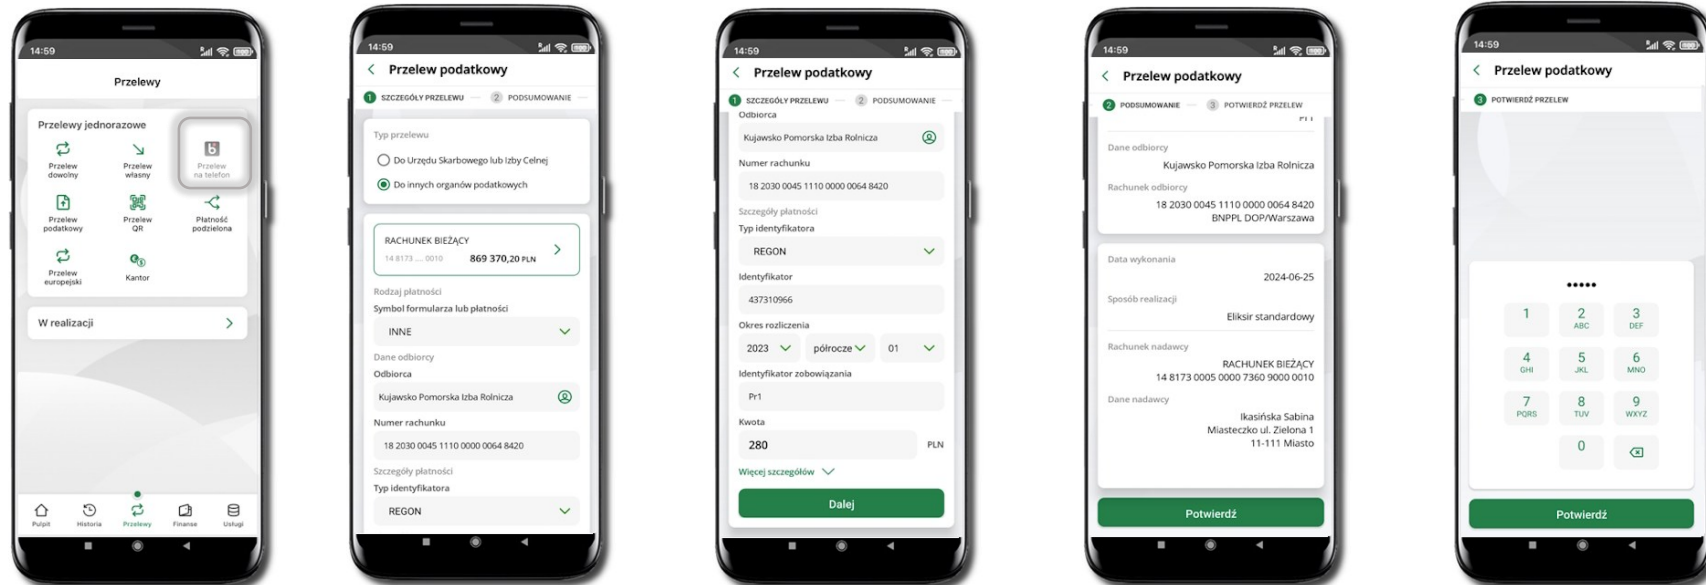 14:59
Przelewy
Przelewy jednorazowe
Przelew
dowolny
Przelew
własny
Przelew
na telefon
Przelew
podatkowy
Przelew
QR
Płatność
podzielona
Przelew
europejski
Kantor
W realizacji
Pulpit
Historia
Przelewy
Finanse
Usługi
14:59
Przelew podatkowy
1 SZCZEGÓŁY PRZELEWU 2 PODSUMOWANIE
Typ przelewu
Do Urzędu Skarbowego lub Izby Celnej
Do innych organów podatkowych
RACHUNEK BIEŻĄCY
14 8173 .... 0010 869 370,20 PLN
Rodzaj płatności
Symbol formularza lub płatności
INNE
Dane odbiorcy
Odbiorca
Kujawsko Pomorska Izba Rolnicza
Numer rachunku
18 2030 0045 1110 0000 0064 8420
Szczegóły płatności
Typ identyfikatora
REGON
14:59
Przelew podatkowy
1 SZCZEGÓŁY PRZELEWU 2 PODSUMOWANIE
Odbiorca
Kujawsko Pomorska Izba Rolnicza
Numer rachunku
18 2030 0045 1110 0000 0064 8420
Szczegóły płatności
Typ identyfikatora
REGON
Identyfikator
437310966
Okres rozliczenia
2023 półrocze 01
Identyfikator zobowiązania
Pr1
Kwota
280 PLN
Więcej szczegółów
Dalej
14:59
Przelew podatkowy
2 PODSUMOWANIE 3 POTWIERDŹ PRZELEW
Pr1
Dane odbiorcy
Kujawsko Pomorska Izba Rolnicza
Rachunek odbiorcy
18 2030 0045 1110 0000 0064 8420
BNPPL DOP/Warszawa
Data wykonania
2024-06-25
Sposób realizacji
Eliksir standardowy
Rachunek nadawcy
RACHUNEK BIEŻĄCY
14 8173 0005 0000 7360 9000 0010
Dane nadawcy
Ikasińska Sabina
Miasteczko ul. Zielona 1
11-111 Miasto
Potwierdź
14:59
Przelew podatkowy
3 POTWIERDŹ PRZELEW
•••••
1 2 3
ABC DEF
4 5 6
GHI JKL MNO
7 8 9
PQRS TUV WXYZ
0
Potwierdź